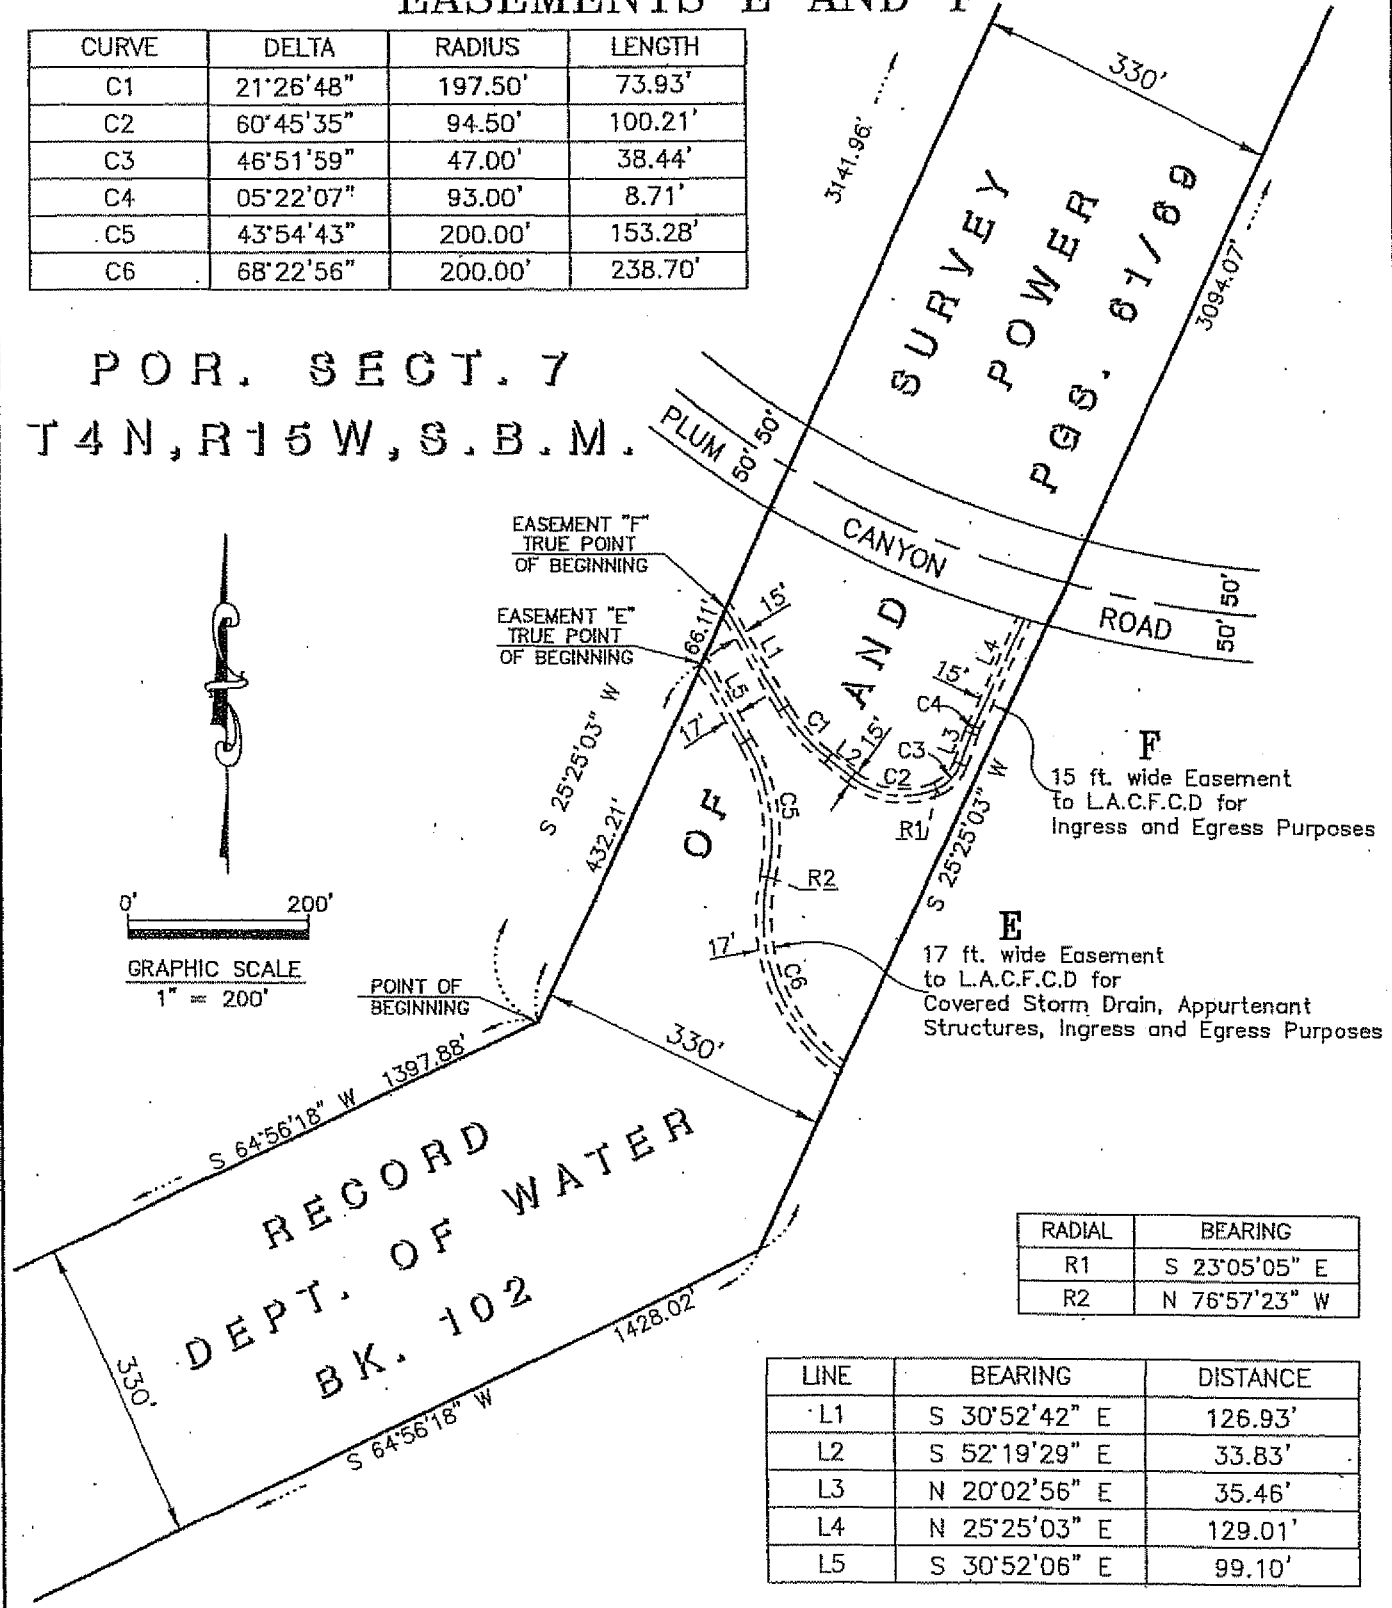 EASEMENTS E AND F
CURVE DELTA RADIUS LENGTH
C1 21°26'48" 197.50' 73.93'
C2 60°45'35" 94.50' 100.21'
C3 46°51'59" 47.00' 38.44'
C4 05°22'07" 93.00' 8.71'
C5 43°54'43" 200.00' 153.28'
C6 68°22'56" 200.00' 238.70'
330'
3141.96'
3094.07'
SURVEY
POWER
PGS. 61/69
POR. SECT. 7
T4N,R15W,S.B.M.
50' 50'
PLUM
CANYON
ROAD
50' 50'
EASEMENT "F"
TRUE POINT
OF BEGINNING
EASEMENT "E"
TRUE POINT
OF BEGINNING
66.11'
15'
L1
L5
17'
C1
L2
15'
C2
C3
L3
C4
15'
L4
R1
AND
OF
C5
R2
17'
C6
S 25°25'03" W
432.21'
S 25°25'03" W
F
15 ft. wide Easement
to L.A.C.F.C.D for
Ingress and Egress Purposes
E
17 ft. wide Easement
to L.A.C.F.C.D for
Covered Storm Drain, Appurtenant
Structures, Ingress and Egress Purposes
0' 200'
GRAPHIC SCALE
1" = 200'
POINT OF
BEGINNING
330'
S 64°56'18" W 1397.88'
RECORD
DEPT. OF WATER
BK. 102
330'
S 64°56'18" W
1428.02'
RADIAL BEARING
R1 S 23°05'05" E
R2 N 76°57'23" W
LINE BEARING DISTANCE
L1 S 30°52'42" E 126.93'
L2 S 52°19'29" E 33.83'
L3 N 20°02'56" E 35.46'
L4 N 25°25'03" E 129.01'
L5 S 30°52'06" E 99.10'